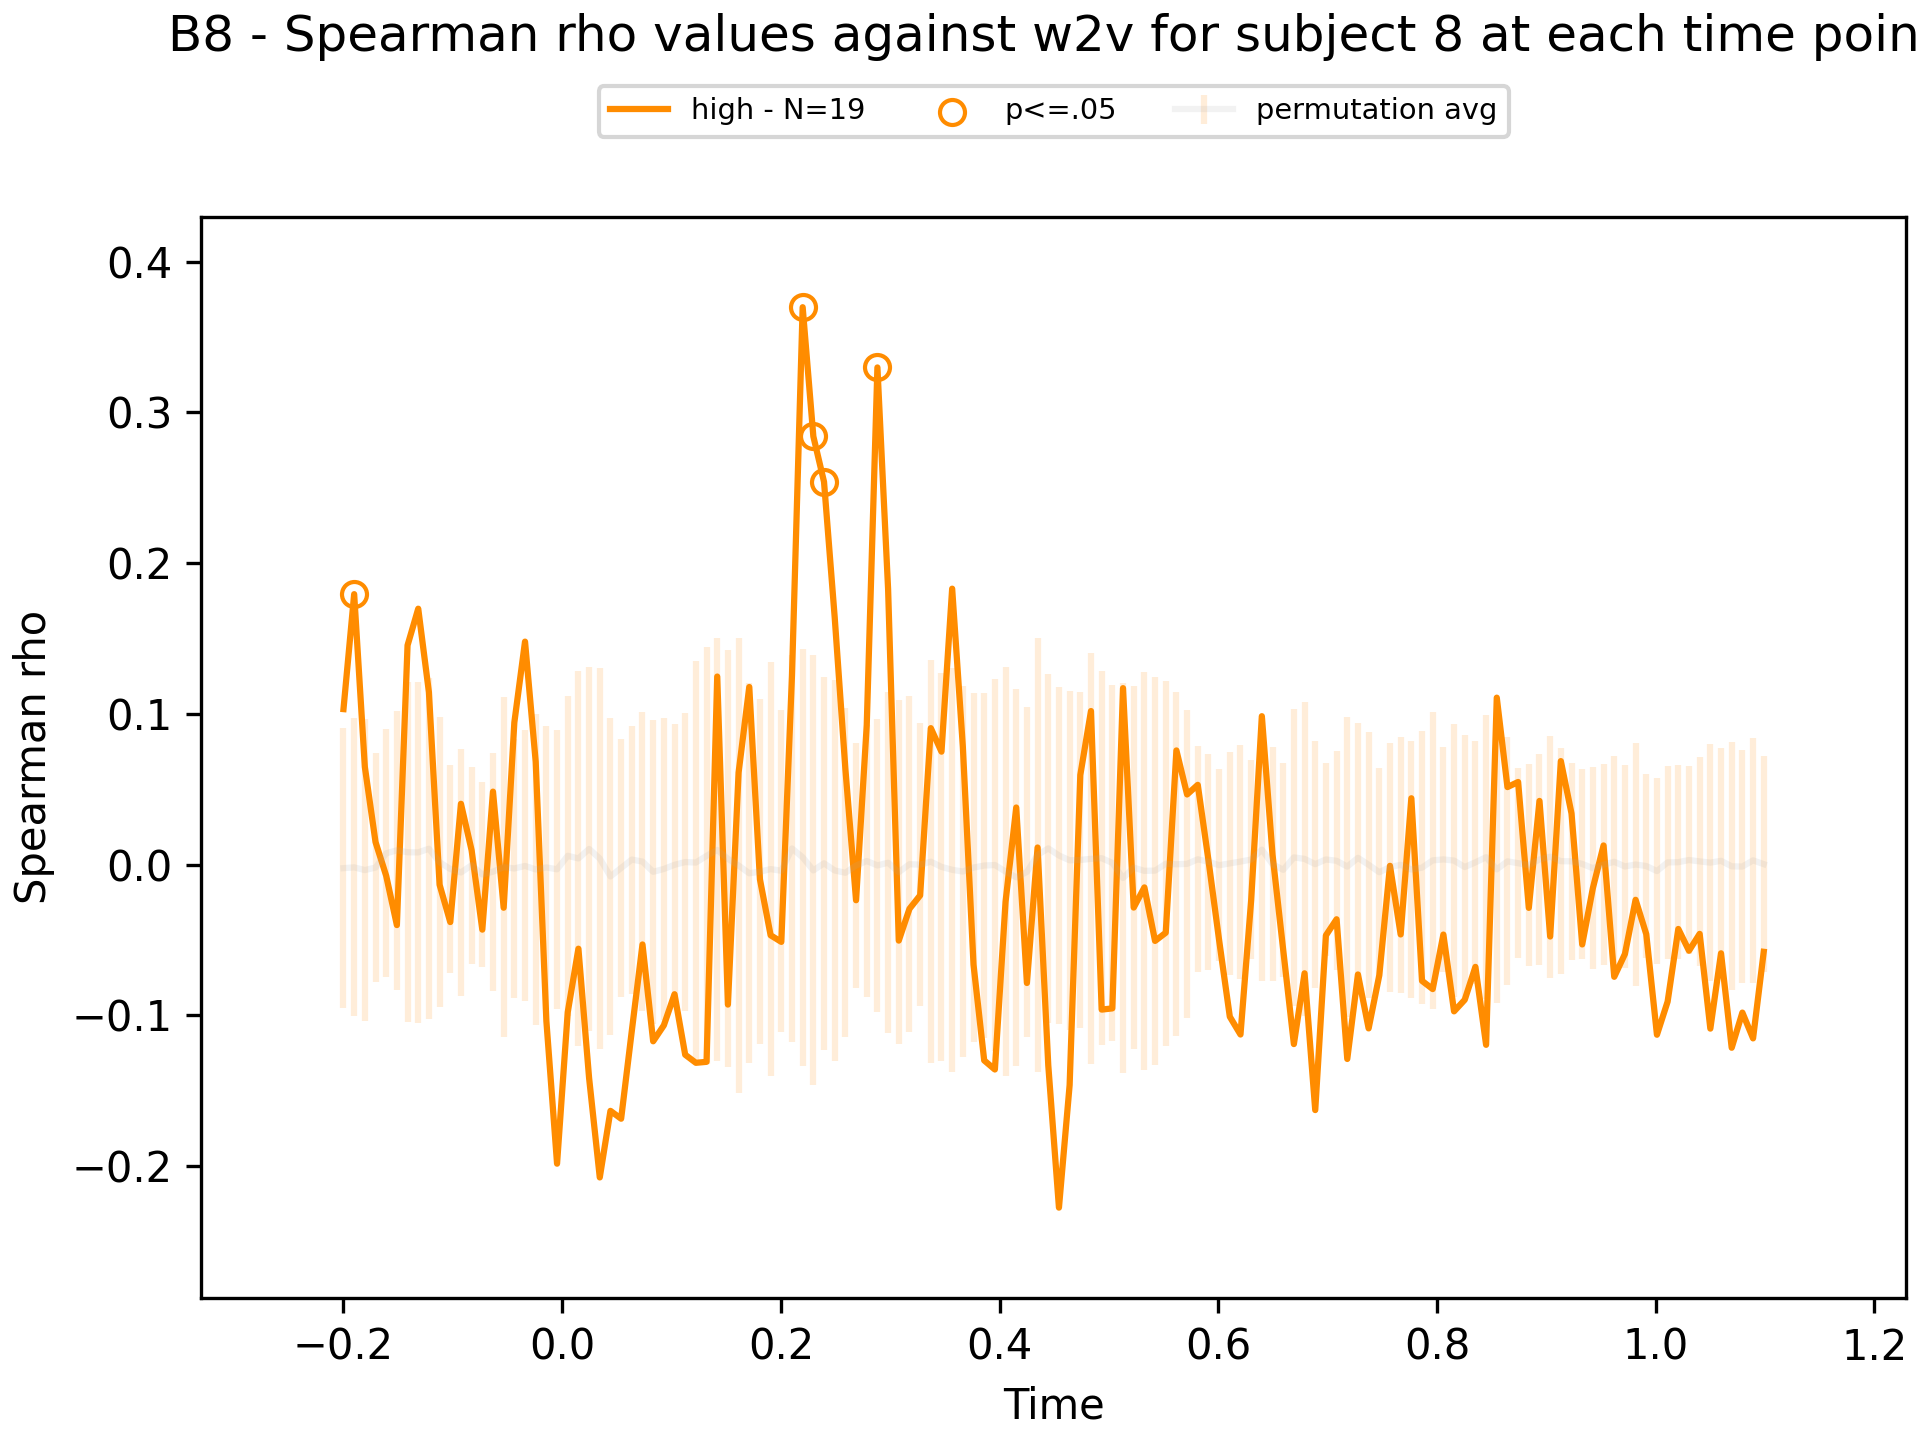 B8 - Spearman rho values against w2v for subject 8 at each time poin
high - N=19 p<=.05 permutation avg
0.4
0.3
0.2
0.1
0.0
−0.1
−0.2
Spearman rho
−0.2 0.0 0.2 0.4 0.6 0.8 1.0 1.2
Time